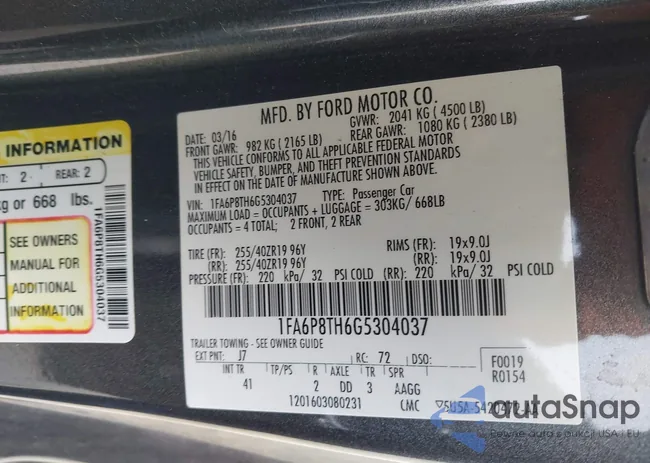 INFORMATION
T: 2 REAR: 2
kg or 668 lbs.
SEE OWNERS
MANUAL FOR
ADDITIONAL
INFORMATION
1FA6P8TH6G5304037
MFD. BY FORD MOTOR CO.
03/16 GVWR: 2041 KG ( 4500 LB)
FRONT GAWR: 982 KG ( 2165 LB) REAR GAWR: 1080 KG ( 2380 LB)
THIS VEHICLE CONFORMS TO ALL APPLICABLE FEDERAL MOTOR
VEHICLE SAFETY, BUMPER, AND THEFT PREVENTION STANDARDS
IN EFFECT ON THE DATE OF MANUFACTURE SHOWN ABOVE.
VIN: 1FA6P8TH6G5304037 TYPE: Passenger Car
MAXIMUM LOAD = OCCUPANTS + LUGGAGE = 303KG/ 668LB
OCCUPANTS = 4 TOTAL; 2 FRONT, 2 REAR
TIRE (FR): 255/40ZR19 96Y RIMS (FR): 19x9.0J
(RR): 255/40ZR19 96Y (RR): 19x9.0J
PRESSURE (FR): 220 kPa/ 32 PSI COLD (RR): 220 kPa/ 32 PSI COLD
1FA6P8TH6G5304037
TRAILER TOWING - SEE OWNER GUIDE
EXT PNT: J7 RC: 72 DSO:
F0019
R0154
INT TR TP/PS R AXLE TR SPR
41 2 DD 3 AAGG
1201603080231 CMC
autaSnap
Pewne auta z aukcji USA i EU